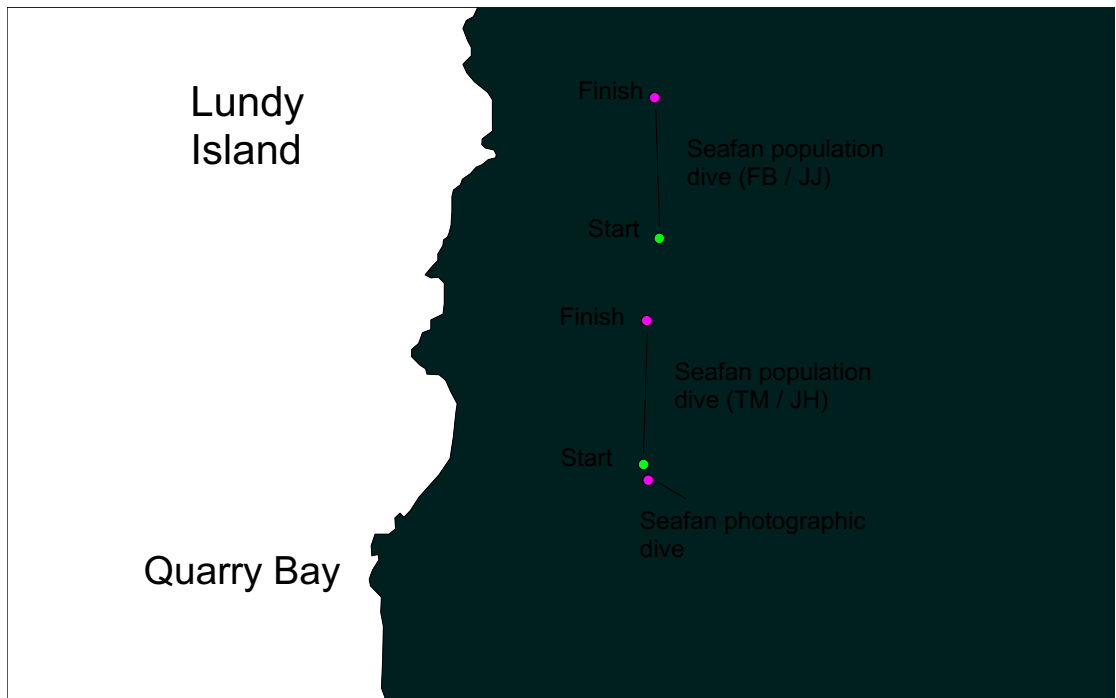 Lundy
Island
Finish
Seafan population
dive (FB / JJ)
Start
Finish
Seafan population
dive (TM / JH)
Start
Seafan photographic
dive
Quarry Bay